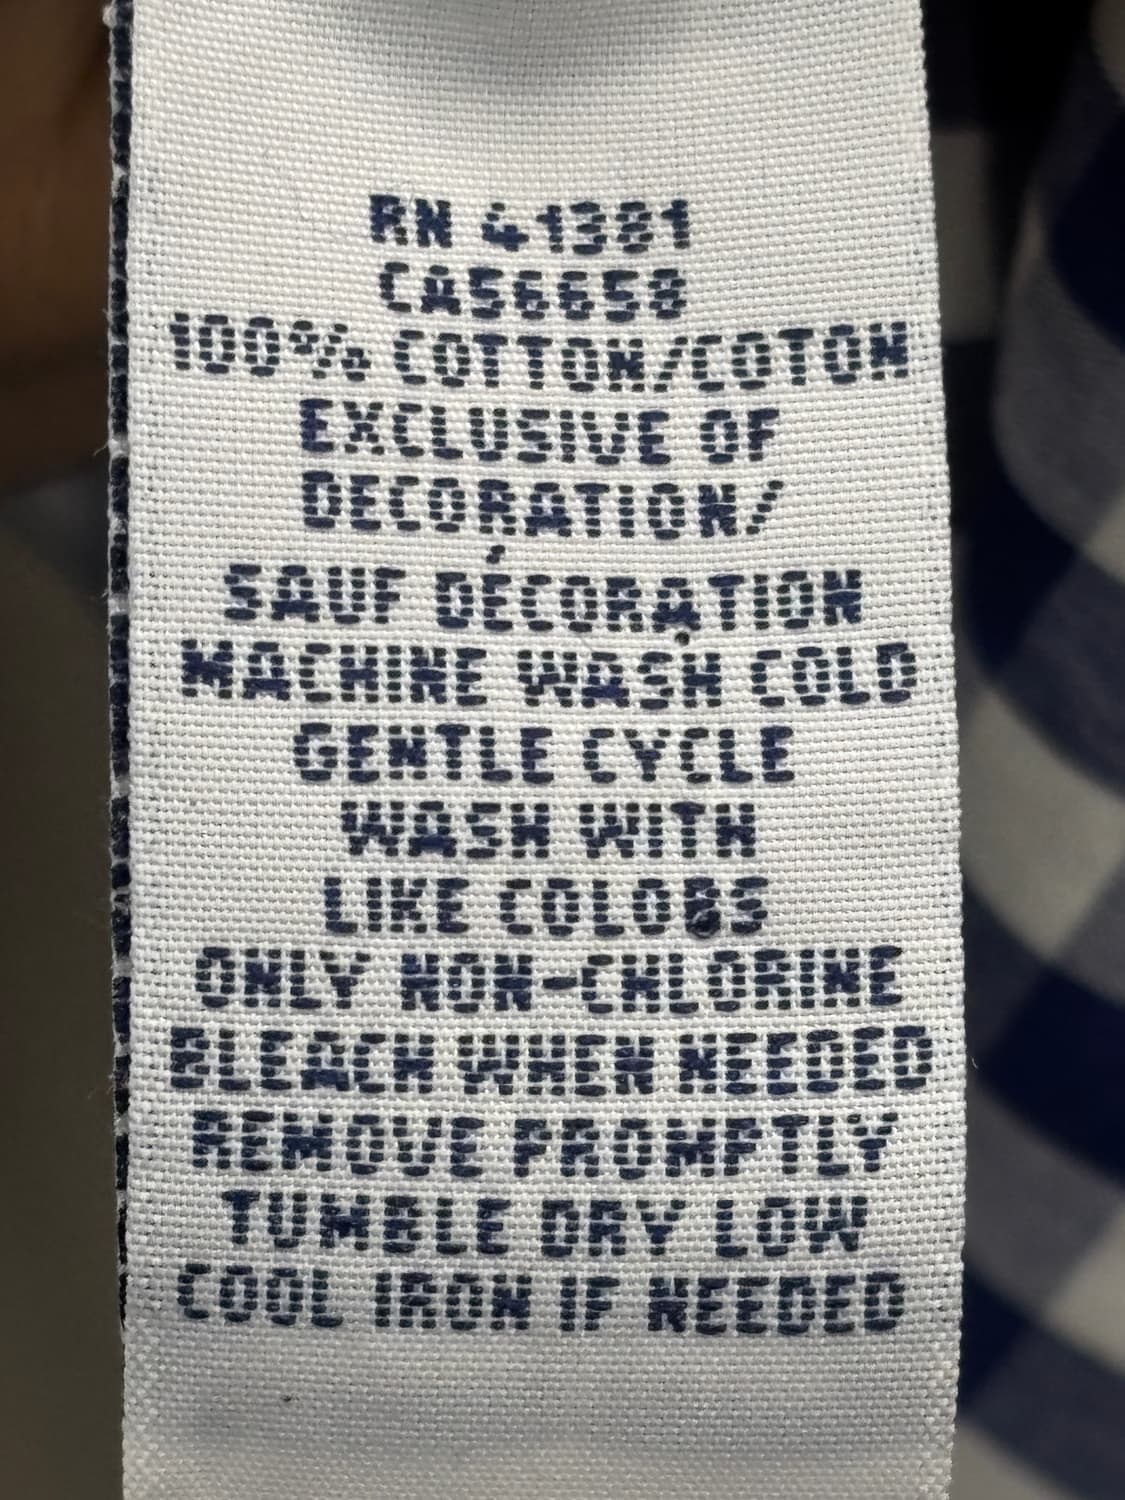 RN 41381
CA56658
100% COTTON/COTON
EXCLUSIVE OF
DECORATION/
SAUF DÉCORATION
MACHINE WASH COLD
GENTLE CYCLE
WASH WITH
LIKE COLORS
ONLY NON-CHLORINE
BLEACH WHEN NEEDED
REMOVE PROMPTLY
TUMBLE DRY LOW
COOL IRON IF NEEDED